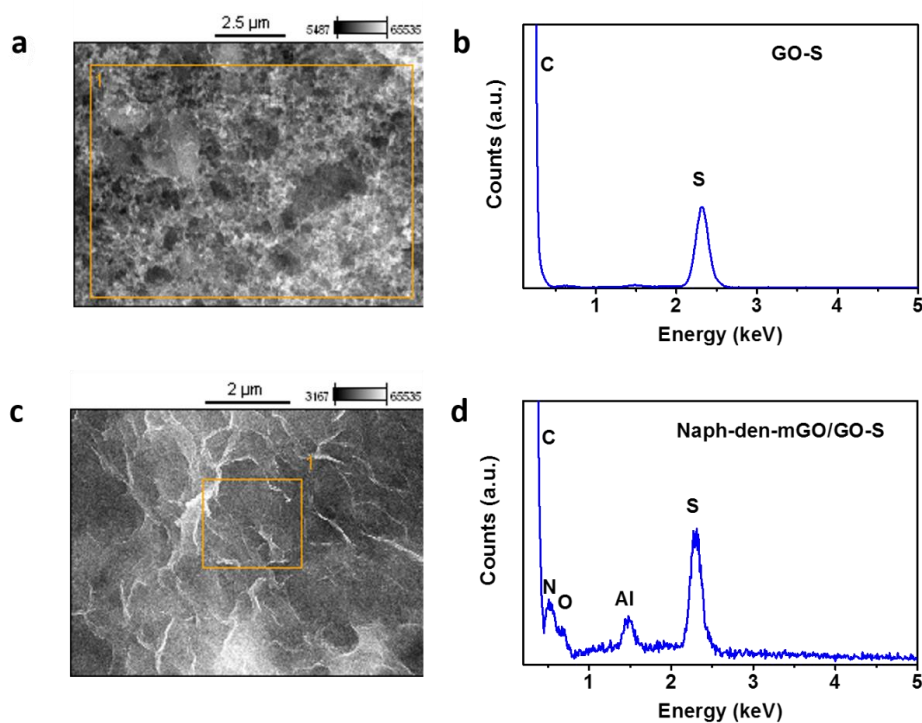 a
2.5 µm
5487
65535
1
b
GO-S
C
S
Counts (a.u.)
1 2 3 4 5
Energy (keV)
c
2 µm
3167
65535
1
d
Naph-den-mGO/GO-S
C
N
O
Al
S
Counts (a.u.)
1 2 3 4 5
Energy (keV)